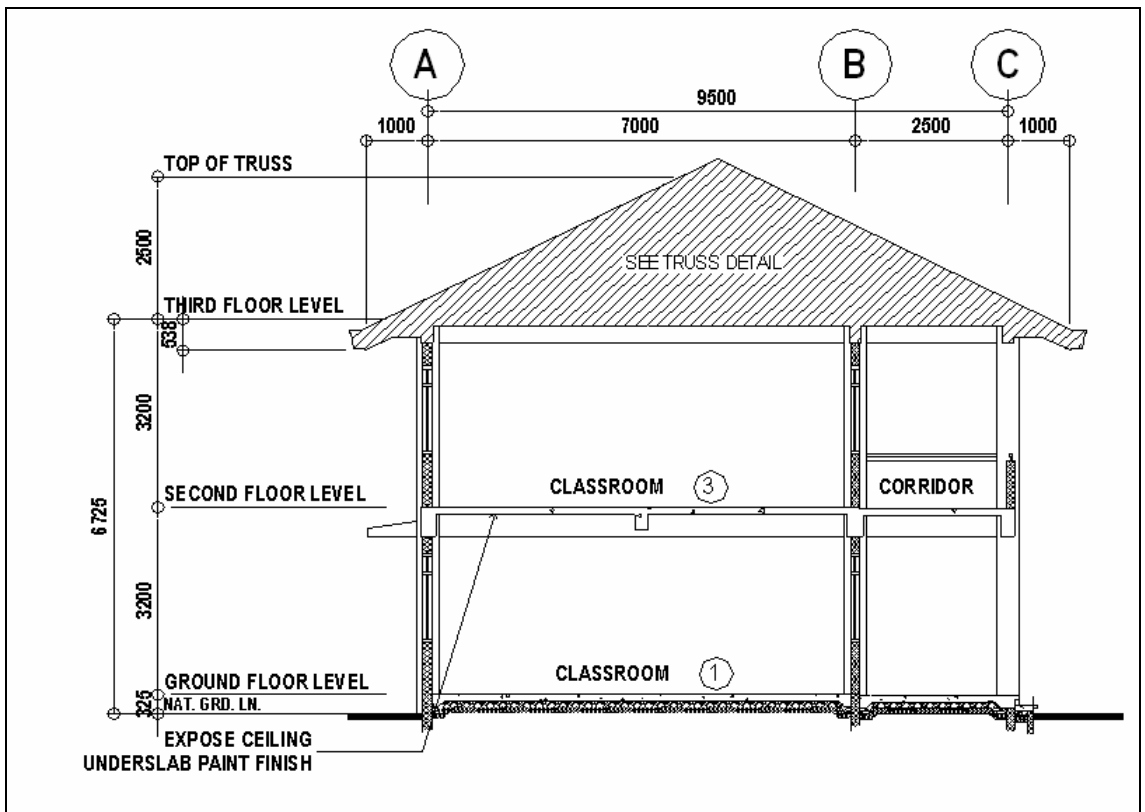 A
B
C
9500
1000
7000
2500
1000
TOP OF TRUSS
2500
SEE TRUSS DETAIL
THIRD FLOOR LEVEL
538
3200
CLASSROOM 3
CORRIDOR
SECOND FLOOR LEVEL
6725
3200
CLASSROOM 1
GROUND FLOOR LEVEL
325
NAT. GRD. LN.
EXPOSE CEILING
UNDERSLAB PAINT FINISH